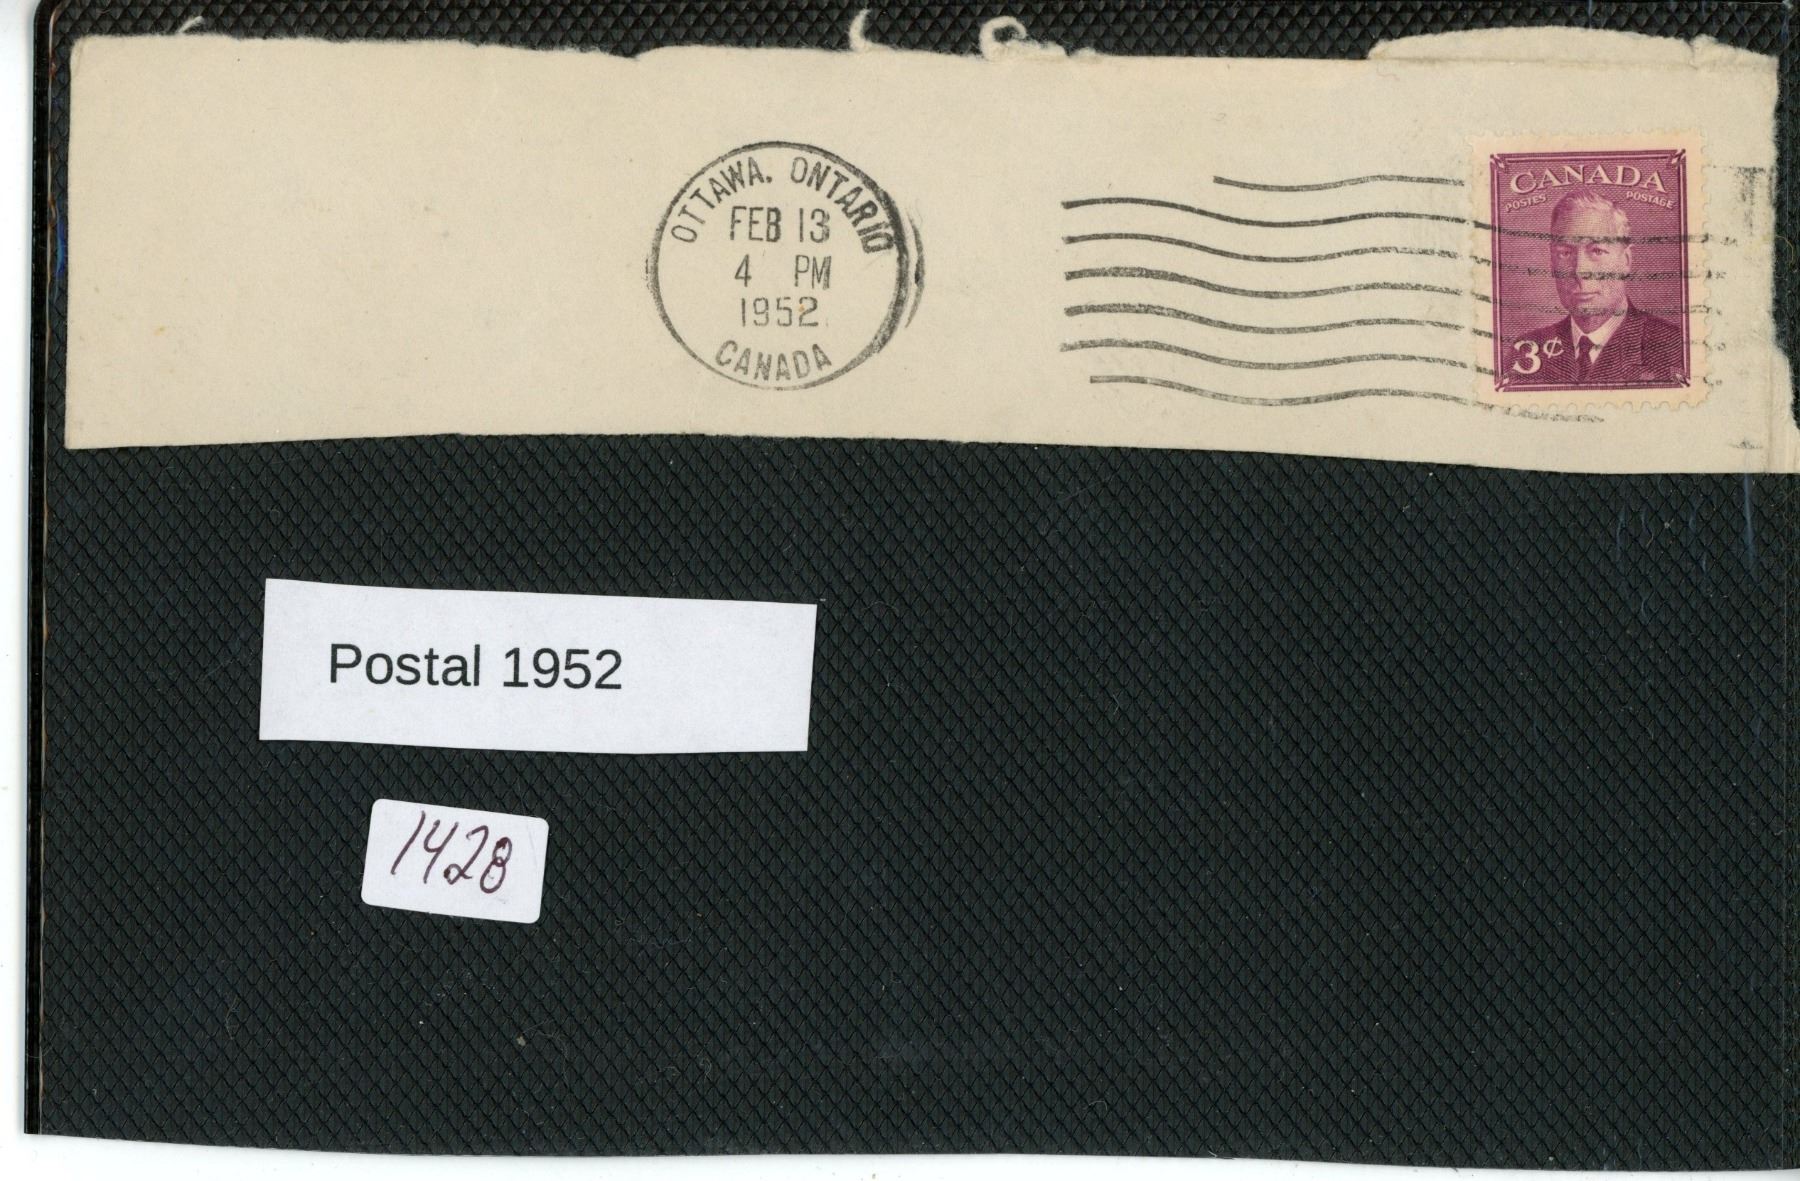 OTTAWA. ONTARIO
FEB 13
4 PM
1952
CANADA
CANADA
POSTES POSTAGE
3¢
Postal 1952
1428